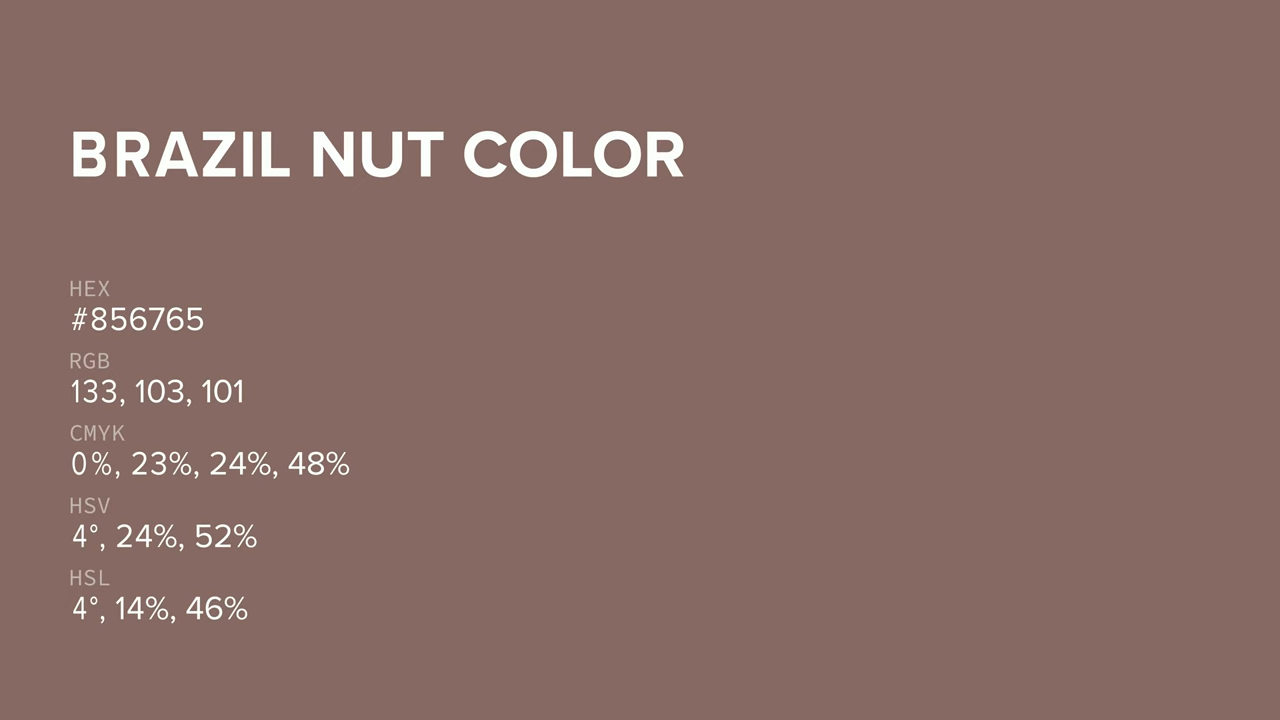 BRAZIL NUT COLOR
HEX
#856765
RGB
133, 103, 101
CMYK
0%, 23%, 24%, 48%
HSV
4°, 24%, 52%
HSL
4°, 14%, 46%